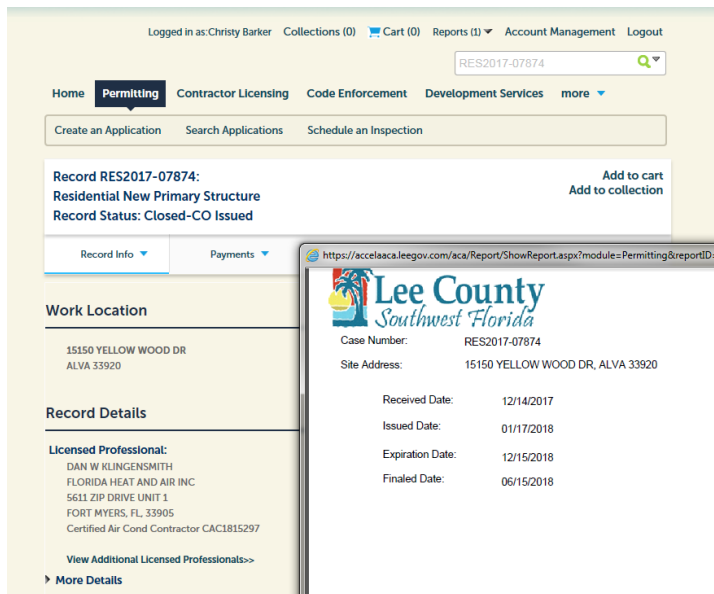 Logged in as:Christy Barker Collections (0) Cart (0) Reports (1) Account Management Logout
RES2017-07874
Home Permitting Contractor Licensing Code Enforcement Development Services more
Create an Application Search Applications Schedule an Inspection
Record RES2017-07874:
Residential New Primary Structure
Record Status: Closed-CO Issued
Add to cart
Add to collection
Record Info Payments
Work Location
15150 YELLOW WOOD DR
ALVA 33920
Record Details
Licensed Professional:
DAN W KLINGENSMITH
FLORIDA HEAT AND AIR INC
5611 ZIP DRIVE UNIT 1
FORT MYERS, FL, 33905
Certified Air Cond Contractor CAC1815297
View Additional Licensed Professionals>>
More Details
https://accelaaca.leegov.com/aca/Report/ShowReport.aspx?module=Permitting&reportID=
Lee County
Southwest Florida
Case Number: RES2017-07874
Site Address: 15150 YELLOW WOOD DR, ALVA 33920
Received Date: 12/14/2017
Issued Date: 01/17/2018
Expiration Date: 12/15/2018
Finaled Date: 06/15/2018